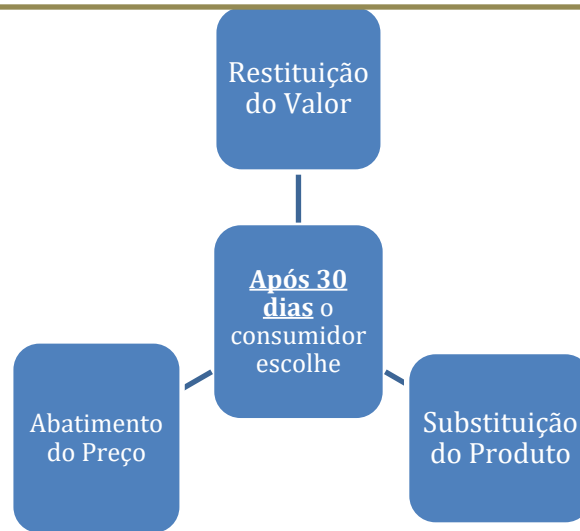 Restituição
do Valor
Após 30
dias o
consumidor
escolhe
Abatimento
do Preço
Substituição
do Produto